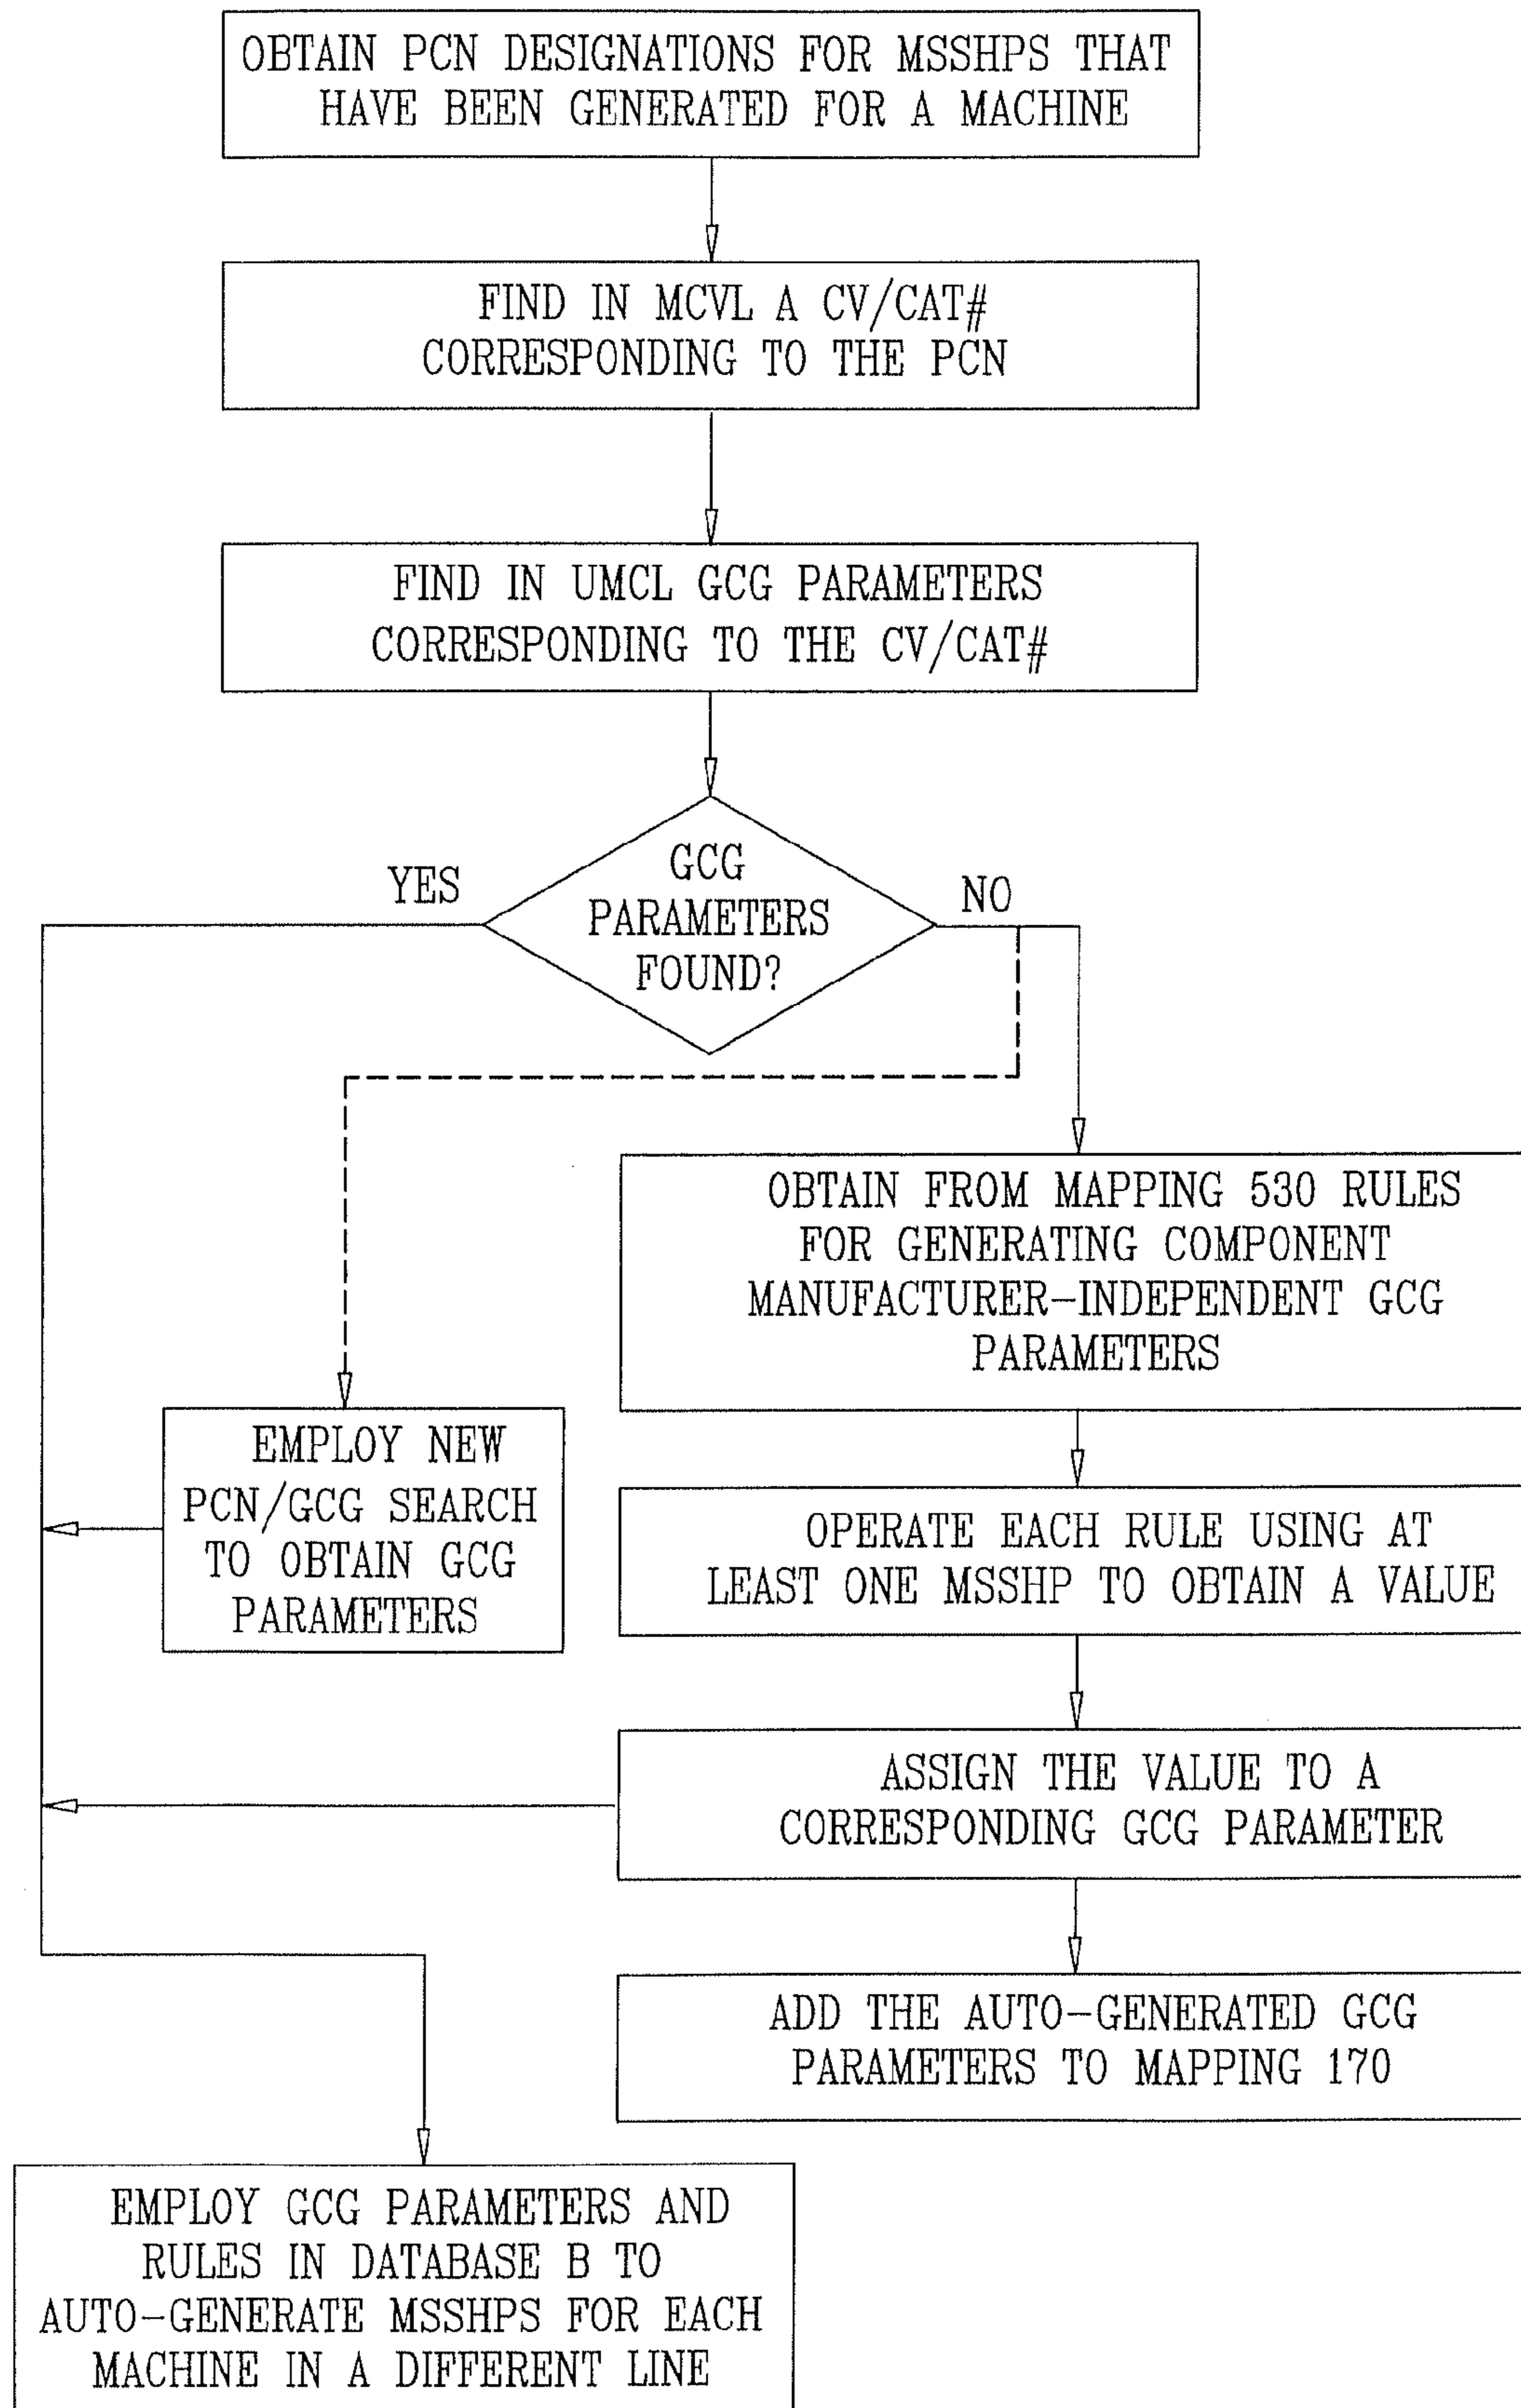 OBTAIN PCN DESIGNATIONS FOR MSSHPS THAT
HAVE BEEN GENERATED FOR A MACHINE
FIND IN MCVL A CV/CAT#
CORRESPONDING TO THE PCN
FIND IN UMCL GCG PARAMETERS
CORRESPONDING TO THE CV/CAT#
GCG
PARAMETERS
FOUND?
YES
NO
OBTAIN FROM MAPPING 530 RULES
FOR GENERATING COMPONENT
MANUFACTURER-INDEPENDENT GCG
PARAMETERS
EMPLOY NEW
PCN/GCG SEARCH
TO OBTAIN GCG
PARAMETERS
OPERATE EACH RULE USING AT
LEAST ONE MSSHP TO OBTAIN A VALUE
ASSIGN THE VALUE TO A
CORRESPONDING GCG PARAMETER
ADD THE AUTO-GENERATED GCG
PARAMETERS TO MAPPING 170
EMPLOY GCG PARAMETERS AND
RULES IN DATABASE B TO
AUTO-GENERATE MSSHPS FOR EACH
MACHINE IN A DIFFERENT LINE